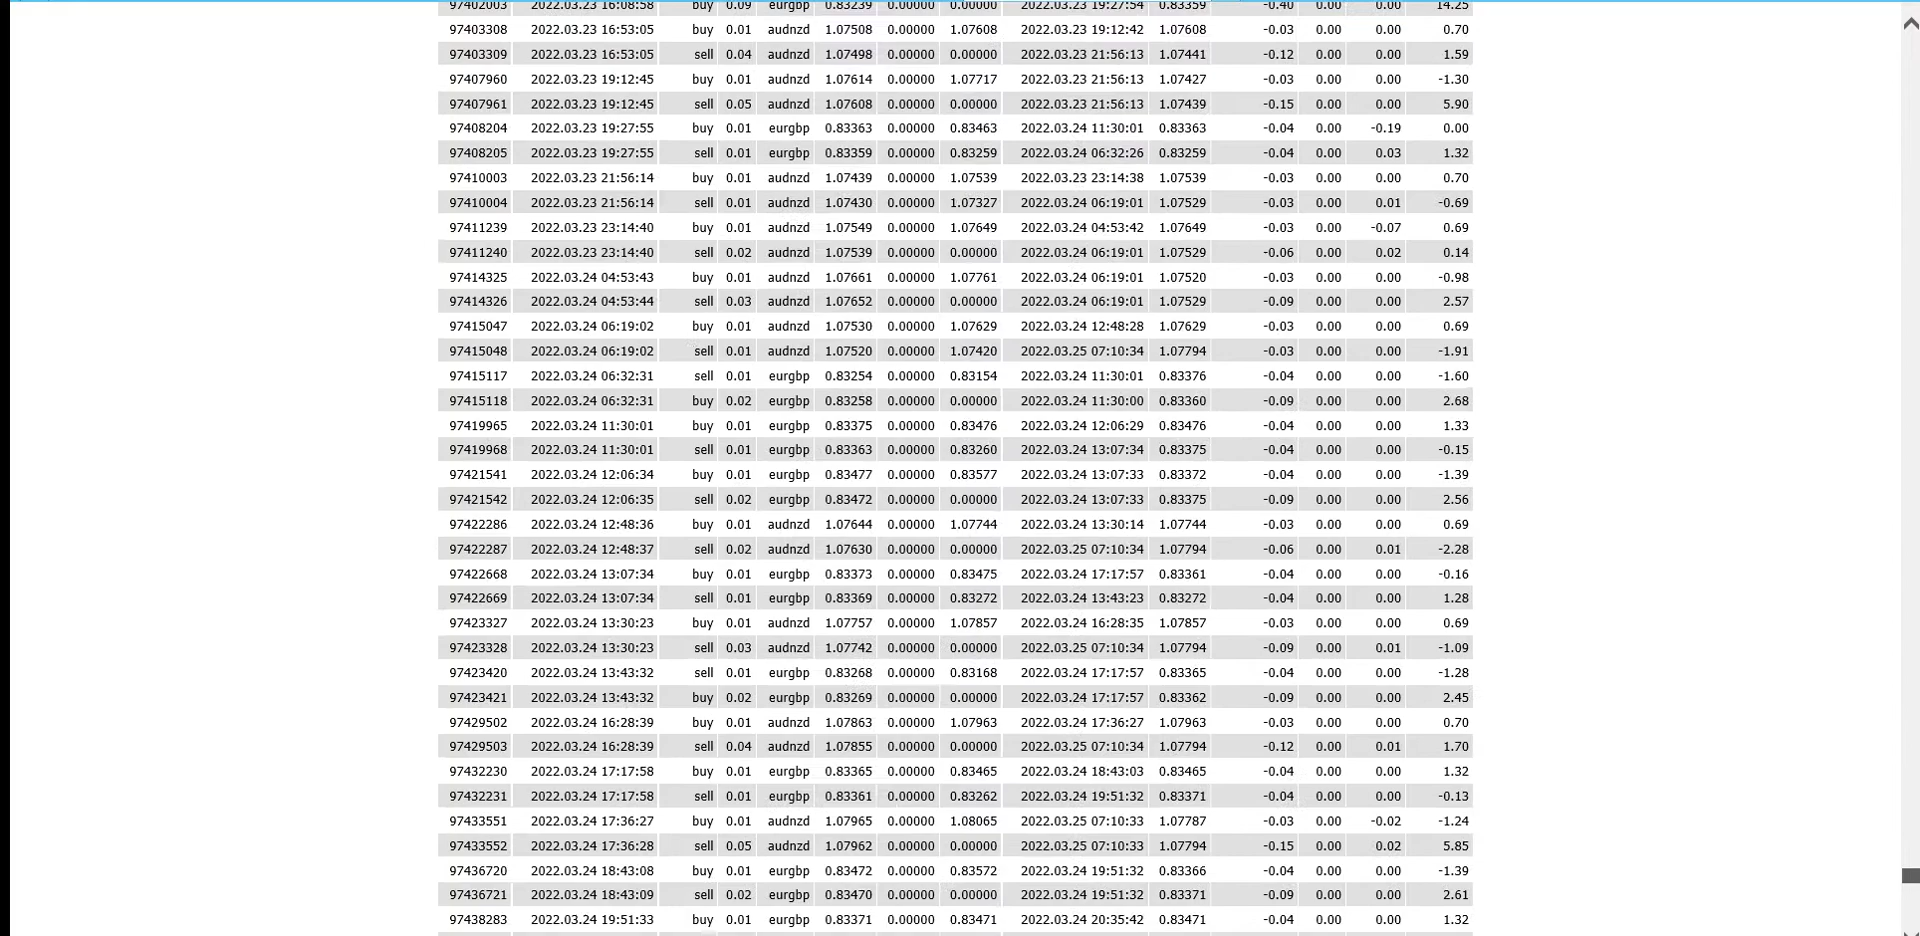 97402003 2022.03.23 16:08:58 buy 0.09 eurgbp 0.83239 0.00000 0.00000 2022.03.23 19:27:54 0.83359 -0.40 0.00 0.00 14.25
97403308 2022.03.23 16:53:05 buy 0.01 audnzd 1.07508 0.00000 1.07608 2022.03.23 19:12:42 1.07608 -0.03 0.00 0.00 0.70
97403309 2022.03.23 16:53:05 sell 0.04 audnzd 1.07498 0.00000 0.00000 2022.03.23 21:56:13 1.07441 -0.12 0.00 0.00 1.59
97407960 2022.03.23 19:12:45 buy 0.01 audnzd 1.07614 0.00000 1.07717 2022.03.23 21:56:13 1.07427 -0.03 0.00 0.00 -1.30
97407961 2022.03.23 19:12:45 sell 0.05 audnzd 1.07608 0.00000 0.00000 2022.03.23 21:56:13 1.07439 -0.15 0.00 0.00 5.90
97408204 2022.03.23 19:27:55 buy 0.01 eurgbp 0.83363 0.00000 0.83463 2022.03.24 11:30:01 0.83363 -0.04 0.00 -0.19 0.00
97408205 2022.03.23 19:27:55 sell 0.01 eurgbp 0.83359 0.00000 0.83259 2022.03.24 06:32:26 0.83259 -0.04 0.00 0.03 1.32
97410003 2022.03.23 21:56:14 buy 0.01 audnzd 1.07439 0.00000 1.07539 2022.03.23 23:14:38 1.07539 -0.03 0.00 0.00 0.70
97410004 2022.03.23 21:56:14 sell 0.01 audnzd 1.07430 0.00000 1.07327 2022.03.24 06:19:01 1.07529 -0.03 0.00 0.01 -0.69
97411239 2022.03.23 23:14:40 buy 0.01 audnzd 1.07549 0.00000 1.07649 2022.03.24 04:53:42 1.07649 -0.03 0.00 -0.07 0.69
97411240 2022.03.23 23:14:40 sell 0.02 audnzd 1.07539 0.00000 0.00000 2022.03.24 06:19:01 1.07529 -0.06 0.00 0.02 0.14
97414325 2022.03.24 04:53:43 buy 0.01 audnzd 1.07661 0.00000 1.07761 2022.03.24 06:19:01 1.07520 -0.03 0.00 0.00 -0.98
97414326 2022.03.24 04:53:44 sell 0.03 audnzd 1.07652 0.00000 0.00000 2022.03.24 06:19:01 1.07529 -0.09 0.00 0.00 2.57
97415047 2022.03.24 06:19:02 buy 0.01 audnzd 1.07530 0.00000 1.07629 2022.03.24 12:48:28 1.07629 -0.03 0.00 0.00 0.69
97415048 2022.03.24 06:19:02 sell 0.01 audnzd 1.07520 0.00000 1.07420 2022.03.25 07:10:34 1.07794 -0.03 0.00 0.00 -1.91
97415117 2022.03.24 06:32:31 sell 0.01 eurgbp 0.83254 0.00000 0.83154 2022.03.24 11:30:01 0.83376 -0.04 0.00 0.00 -1.60
97415118 2022.03.24 06:32:31 buy 0.02 eurgbp 0.83258 0.00000 0.00000 2022.03.24 11:30:00 0.83360 -0.09 0.00 0.00 2.68
97419965 2022.03.24 11:30:01 buy 0.01 eurgbp 0.83375 0.00000 0.83476 2022.03.24 12:06:29 0.83476 -0.04 0.00 0.00 1.33
97419968 2022.03.24 11:30:01 sell 0.01 eurgbp 0.83363 0.00000 0.83260 2022.03.24 13:07:34 0.83375 -0.04 0.00 0.00 -0.15
97421541 2022.03.24 12:06:34 buy 0.01 eurgbp 0.83477 0.00000 0.83577 2022.03.24 13:07:33 0.83372 -0.04 0.00 0.00 -1.39
97421542 2022.03.24 12:06:35 sell 0.02 eurgbp 0.83472 0.00000 0.00000 2022.03.24 13:07:33 0.83375 -0.09 0.00 0.00 2.56
97422286 2022.03.24 12:48:36 buy 0.01 audnzd 1.07644 0.00000 1.07744 2022.03.24 13:30:14 1.07744 -0.03 0.00 0.00 0.69
97422287 2022.03.24 12:48:37 sell 0.02 audnzd 1.07630 0.00000 0.00000 2022.03.25 07:10:34 1.07794 -0.06 0.00 0.01 -2.28
97422668 2022.03.24 13:07:34 buy 0.01 eurgbp 0.83373 0.00000 0.83475 2022.03.24 17:17:57 0.83361 -0.04 0.00 0.00 -0.16
97422669 2022.03.24 13:07:34 sell 0.01 eurgbp 0.83369 0.00000 0.83272 2022.03.24 13:43:23 0.83272 -0.04 0.00 0.00 1.28
97423327 2022.03.24 13:30:23 buy 0.01 audnzd 1.07757 0.00000 1.07857 2022.03.24 16:28:35 1.07857 -0.03 0.00 0.00 0.69
97423328 2022.03.24 13:30:23 sell 0.03 audnzd 1.07742 0.00000 0.00000 2022.03.25 07:10:34 1.07794 -0.09 0.00 0.01 -1.09
97423420 2022.03.24 13:43:32 sell 0.01 eurgbp 0.83268 0.00000 0.83168 2022.03.24 17:17:57 0.83365 -0.04 0.00 0.00 -1.28
97423421 2022.03.24 13:43:32 buy 0.02 eurgbp 0.83269 0.00000 0.00000 2022.03.24 17:17:57 0.83362 -0.09 0.00 0.00 2.45
97429502 2022.03.24 16:28:39 buy 0.01 audnzd 1.07863 0.00000 1.07963 2022.03.24 17:36:27 1.07963 -0.03 0.00 0.00 0.70
97429503 2022.03.24 16:28:39 sell 0.04 audnzd 1.07855 0.00000 0.00000 2022.03.25 07:10:34 1.07794 -0.12 0.00 0.01 1.70
97432230 2022.03.24 17:17:58 buy 0.01 eurgbp 0.83365 0.00000 0.83465 2022.03.24 18:43:03 0.83465 -0.04 0.00 0.00 1.32
97432231 2022.03.24 17:17:58 sell 0.01 eurgbp 0.83361 0.00000 0.83262 2022.03.24 19:51:32 0.83371 -0.04 0.00 0.00 -0.13
97433551 2022.03.24 17:36:27 buy 0.01 audnzd 1.07965 0.00000 1.08065 2022.03.25 07:10:33 1.07787 -0.03 0.00 -0.02 -1.24
97433552 2022.03.24 17:36:28 sell 0.05 audnzd 1.07962 0.00000 0.00000 2022.03.25 07:10:33 1.07794 -0.15 0.00 0.02 5.85
97436720 2022.03.24 18:43:08 buy 0.01 eurgbp 0.83472 0.00000 0.83572 2022.03.24 19:51:32 0.83366 -0.04 0.00 0.00 -1.39
97436721 2022.03.24 18:43:09 sell 0.02 eurgbp 0.83470 0.00000 0.00000 2022.03.24 19:51:32 0.83371 -0.09 0.00 0.00 2.61
97438283 2022.03.24 19:51:33 buy 0.01 eurgbp 0.83371 0.00000 0.83471 2022.03.24 20:35:42 0.83471 -0.04 0.00 0.00 1.32